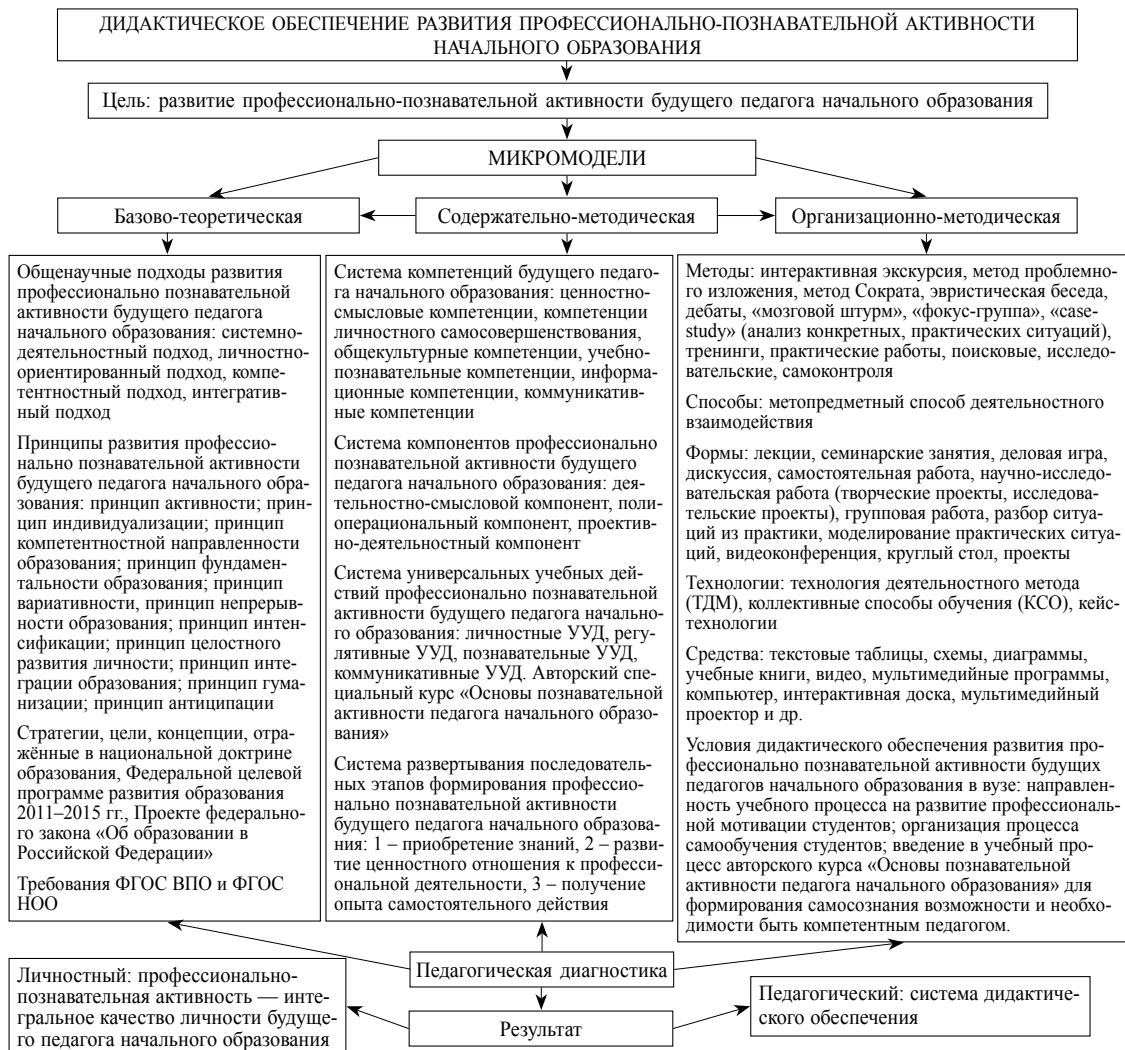 ДИДАКТИЧЕСКОЕ ОБЕСПЕЧЕНИЕ РАЗВИТИЯ ПРОФЕССИОНАЛЬНО-ПОЗНАВАТЕЛЬНОЙ АКТИВНОСТИ
НАЧАЛЬНОГО ОБРАЗОВАНИЯ
Цель: развитие профессионально-познавательной активности будущего педагога начального образования
МИКРОМОДЕЛИ
Базово-теоретическая
Содержательно-методическая
Организационно-методическая
Общенаучные подходы развития
профессионально познавательной
активности будущего педагога
начального образования: системно-
деятельностный подход, личностно-
ориентированный подход, компе-
тентностный подход, интегратив-
ный подход
Принципы развития професси-
нально познавательной активности
будущего педагога начального обра-
зования: принцип активности; прин-
цип индивидуализации; принцип
компетентностной направленности
образования; принцип фундамен-
тальности образования; принцип
вариативности, принцип непрерыв-
ности образования; принцип интен-
сификации; принцип целостного
развития личности; принцип инте-
грации образования; принцип гума-
низации; принцип антиципации
Стратегии, цели, концепции, отра-
жённые в национальной доктрине
образования, Федеральной целевой
программе развития образования
2011–2015 гг., Проекте федерально-
го закона «Об образовании в
Российской Федерации»
Требования ФГОС ВПО и ФГОС
НОО
Система компетенций будущего педаго-
га начального образования: ценностно-
смысловые компетенции, компетенции
личностного самосовершенствования,
общекультурные компетенции, учебно-
познавательные компетенции, информа-
ционные компетенции, коммуникатив-
ные компетенции
Система компонентов профессионально
познавательной активности будущего
педагога начального образования: дея-
тельностно-смысловой компонент, поли-
операциональный компонент, проектив-
но-деятельностный компонент
Система универсальных учебных дей-
ствий профессионально познавательной
активности будущего педагога начально-
го образования: личностные УУД, регу-
лятивные УУД, познавательные УУД,
коммуникативные УУД. Авторский спе-
циальный курс «Основы познавательной
активности педагога начального образо-
вания»
Система развертывания последователь-
ных этапов формирования профессио-
нально познавательной активности
будущего педагога начального образова-
ния: 1 – приобретение знаний, 2 – разви-
тие ценностного отношения к професси-
ональной деятельности, 3 – получение
опыта самостоятельного действия
Методы: интерактивная экскурсия, метод проблемно-
го изложения, метод Сократа, эвристическая беседа,
дебаты, «мозговой штурм», «фокус-группа», «case-
study» (анализ конкретных, практических ситуаций),
тренинги, практические работы, поисковые, исследо-
вательские, самоконтроля
Способы: метопредметный способ деятельностного
взаимодействия
Формы: лекции, семинарские занятия, деловая игра,
дискуссия, самостоятельная работа, научно-исследо-
вательская работа (творческие проекты, исследова-
тельские проекты), групповая работа, разбор ситуа-
ций из практики, моделирование практических ситуа-
ций, видеоконференция, круглый стол, проекты
Технологии: технология деятельностного метода
(ТДМ), коллективные способы обучения (КСО), кейс-
технологии
Средства: текстовые таблицы, схемы, диаграммы,
учебные книги, видео, мультимедийные программы,
компьютер, интерактивная доска, мультимедийный
проектор и др.
Условия дидактического обеспечения развития про-
фессионально познавательной активности будущих
педагогов начального образования в вузе: направлен-
ность учебного процесса на развитие профессиональ-
ной мотивации студентов; организация процесса
самообучения студентов; введение в учебный про-
цесс авторского курса «Основы познавательной
активности педагога начального образования» для
формирования самосознания возможности и необхо-
димости быть компетентным педагогом.
Педагогическая диагностика
Личностный: профессионально-
познавательная активность — инте-
гральное качество личности будуще-
го педагога начального образования
Результат
Педагогический: система дидактиче-
ского обеспечения